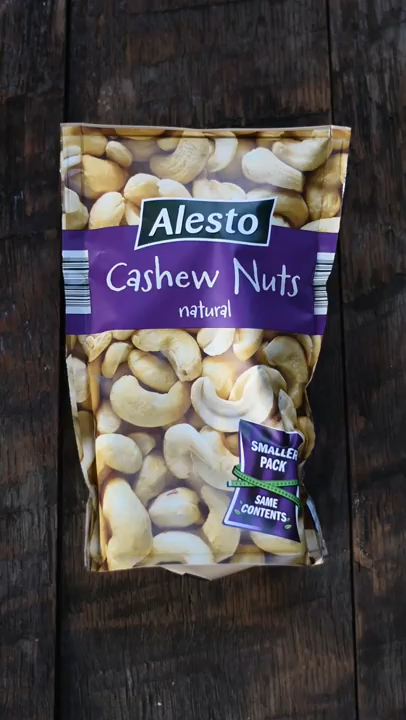 Alesto
Cashew Nuts
natural
SMALLER
PACK
SAME
CONTENTS